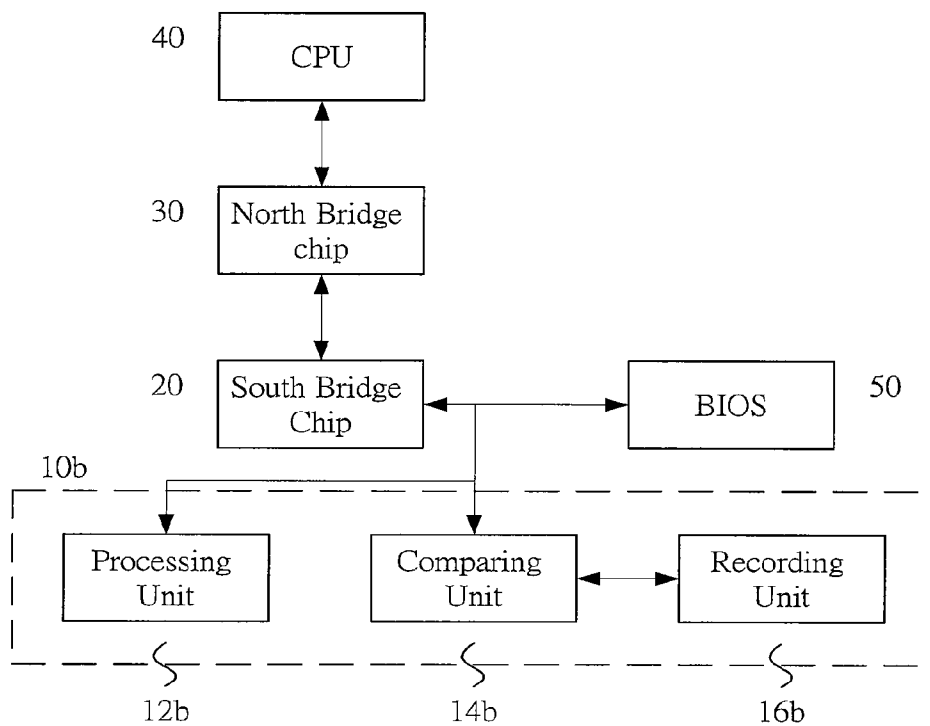 40
CPU
30
North Bridge
chip
20
South Bridge
Chip
BIOS
50
10b
Processing
Unit
Comparing
Unit
Recording
Unit
12b
14b
16b